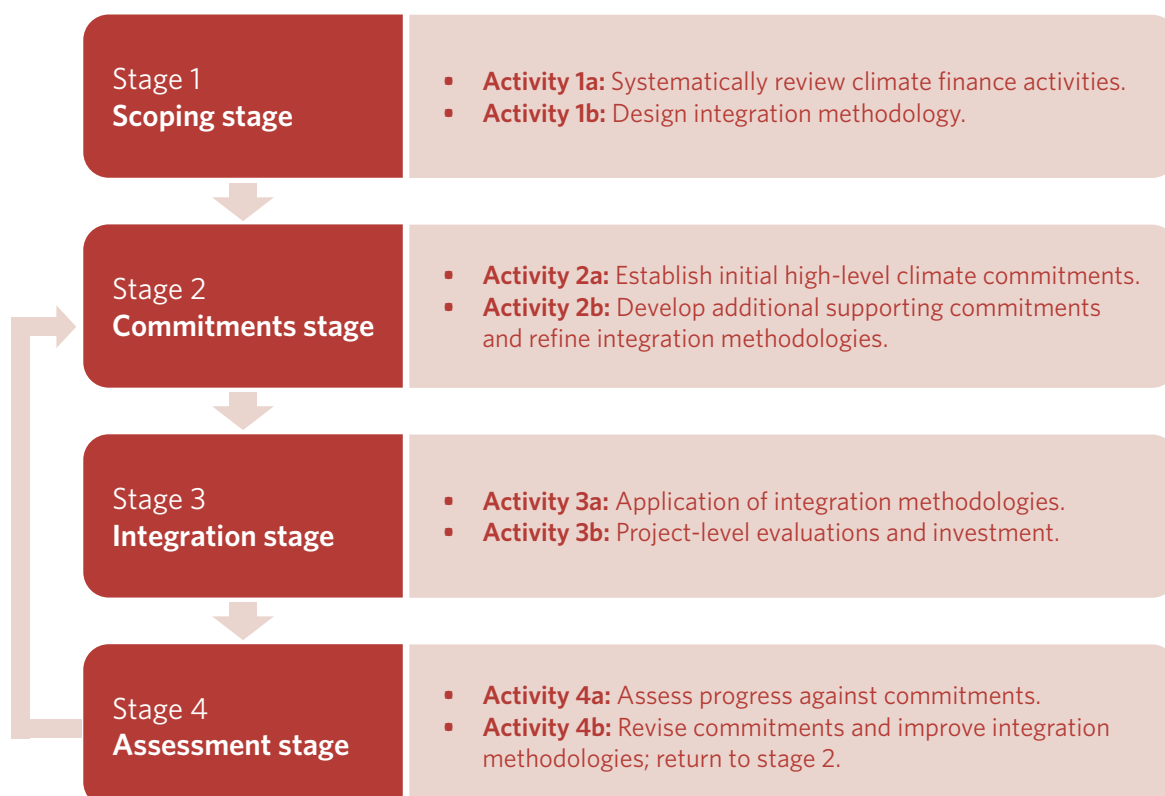 Stage 1
Scoping stage
• Activity 1a: Systematically review climate finance activities.
• Activity 1b: Design integration methodology.
Stage 2
Commitments stage
• Activity 2a: Establish initial high-level climate commitments.
• Activity 2b: Develop additional supporting commitments
and refine integration methodologies.
Stage 3
Integration stage
• Activity 3a: Application of integration methodologies.
• Activity 3b: Project-level evaluations and investment.
Stage 4
Assessment stage
• Activity 4a: Assess progress against commitments.
• Activity 4b: Revise commitments and improve integration
methodologies; return to stage 2.